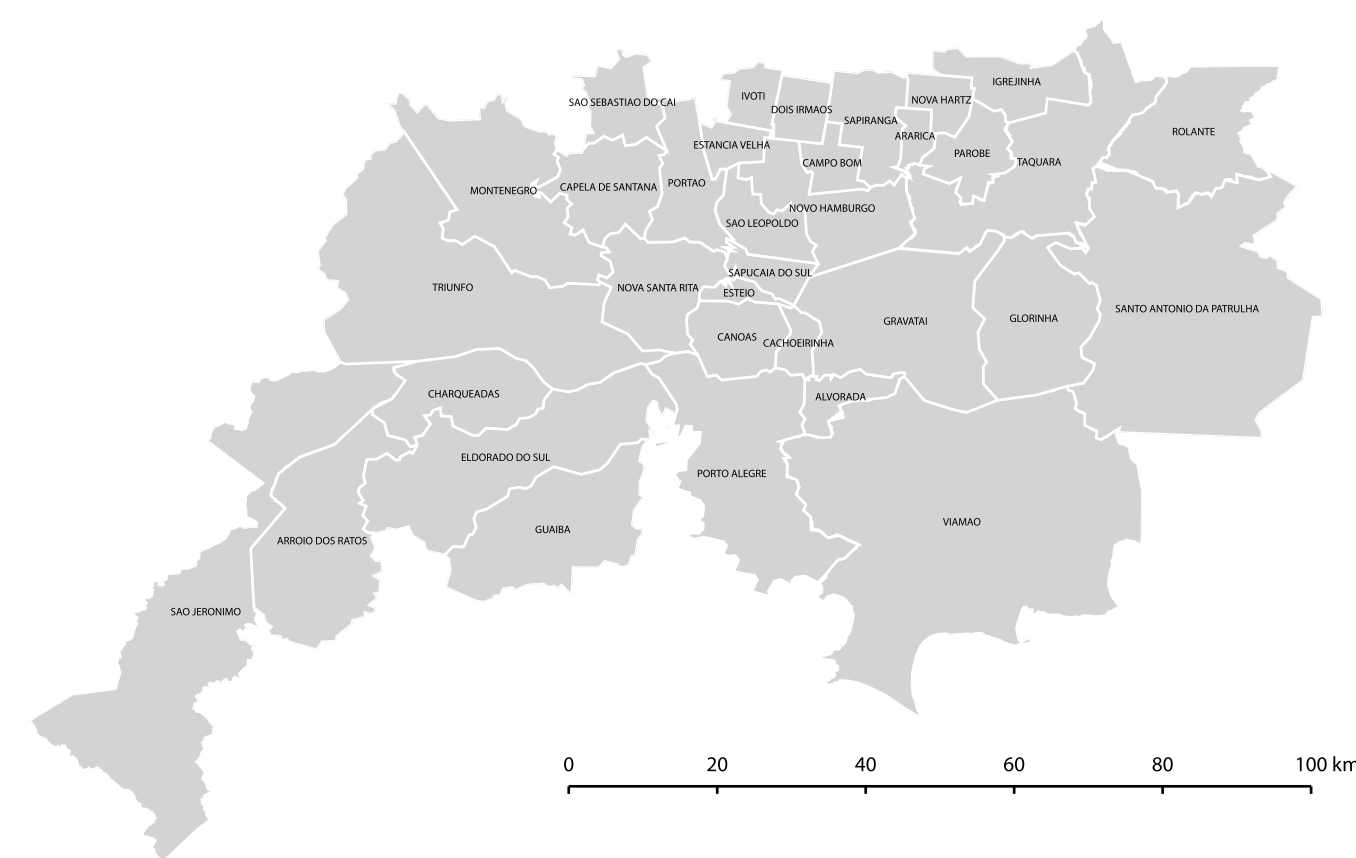 IGREJINHA
IVOTI
SAO SEBASTIAO DO CAI
NOVA HARTZ
DOIS IRMAOS
SAPIRANGA
ROLANTE
ARARICA
ESTANCIA VELHA
PAROBE
CAMPO BOM
TAQUARA
PORTAO
CAPELA DE SANTANA
MONTENEGRO
NOVO HAMBURGO
SAO LEOPOLDO
SAPUCAIA DO SUL
TRIUNFO
NOVA SANTA RITA
ESTEIO
SANTO ANTONIO DA PATRULHA
GLORINHA
GRAVATAI
CANOAS
CACHOEIRINHA
CHARQUEADAS
ALVORADA
ELDORADO DO SUL
PORTO ALEGRE
VIAMAO
GUAIBA
ARROIO DOS RATOS
SAO JERONIMO
0 20 40 60 80 100 km